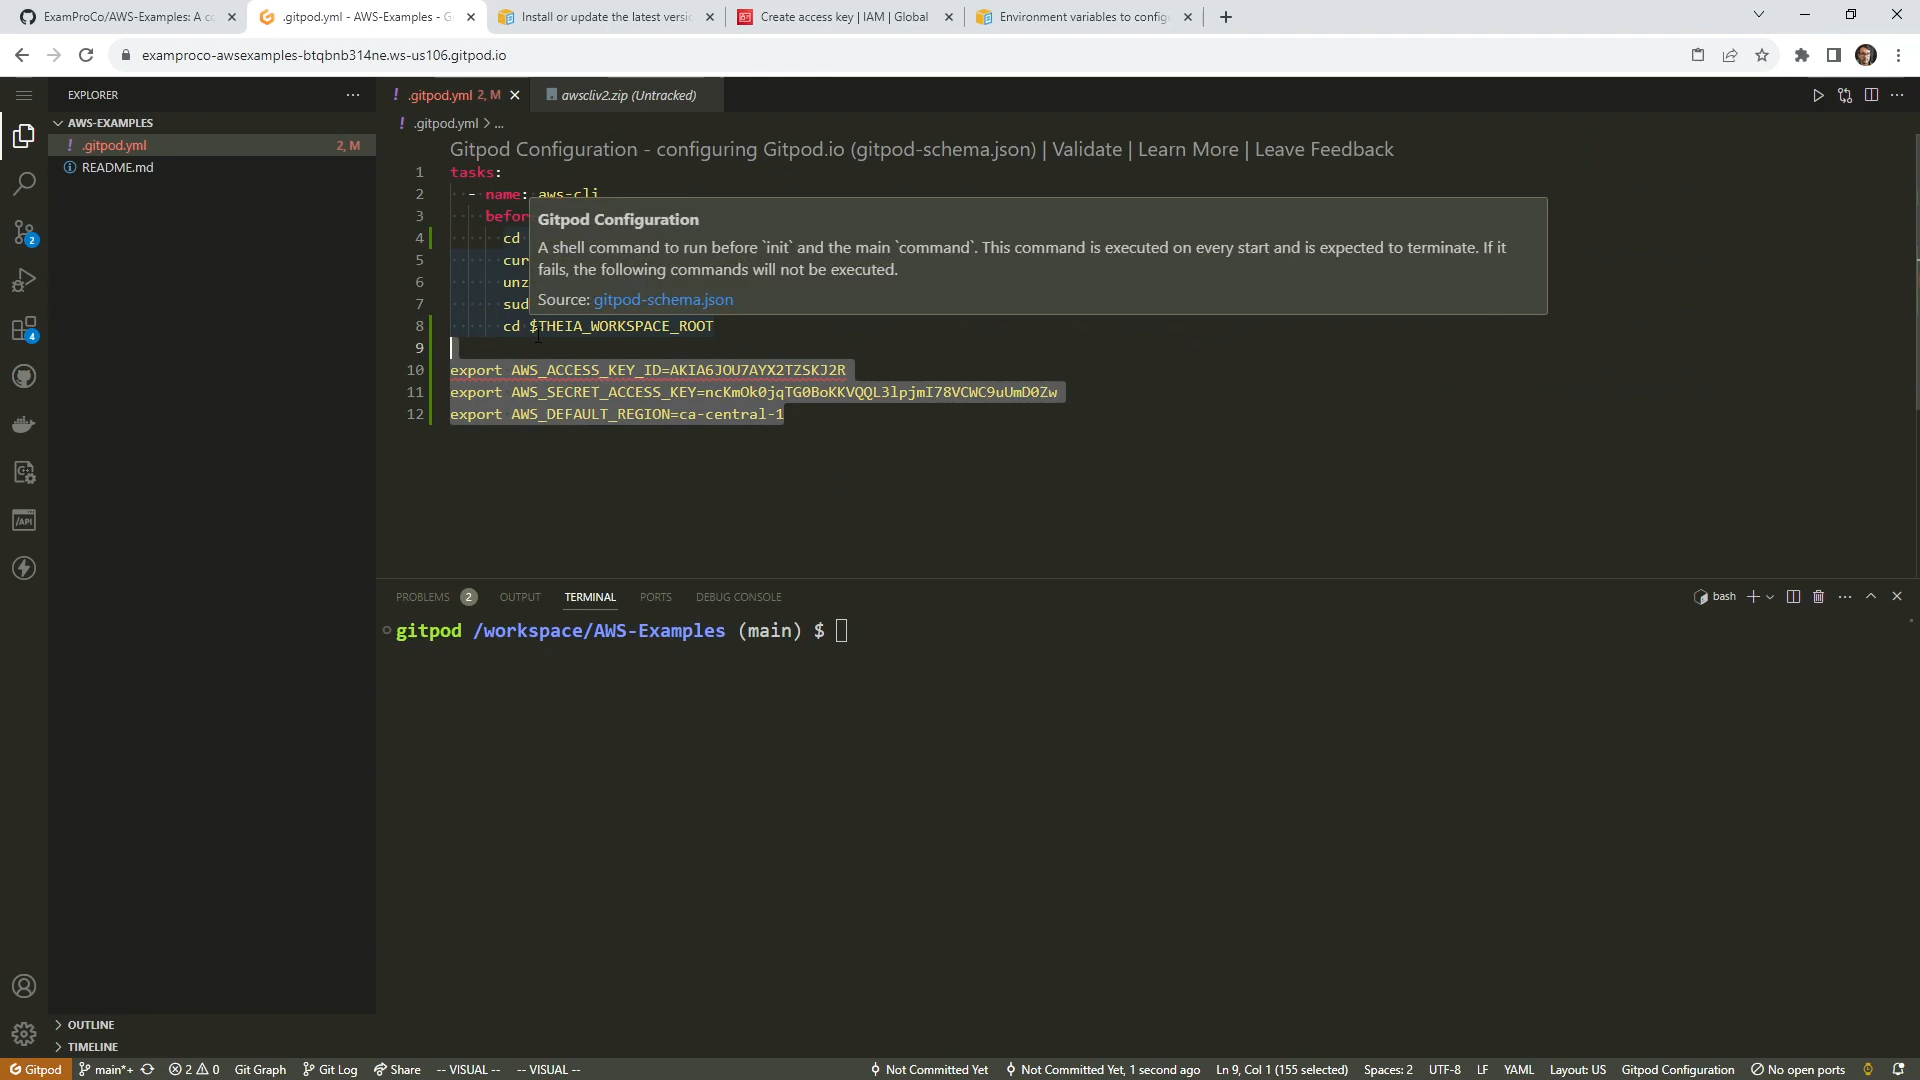 ExamProCo/AWS-Examples: A co
.gitpod.yml - AWS-Examples - G
Install or update the latest versio
Create access key | IAM | Global
Environment variables to config
examproco-awsexamples-btqbnb314ne.ws-us106.gitpod.io
EXPLORER
AWS-EXAMPLES
! .gitpod.yml 2, M
README.md
OUTLINE
TIMELINE
! .gitpod.yml 2, M
awscliv2.zip (Untracked)
! .gitpod.yml > ...
Gitpod Configuration - configuring Gitpod.io (gitpod-schema.json) | Validate | Learn More | Leave Feedback
1 tasks:
2 - name: aws-cli
3 befor
4 cd
5 cur
6 unz
7 sud
8 cd $THEIA_WORKSPACE_ROOT
9
10 export AWS_ACCESS_KEY_ID=AKIA6JOU7AYX2TZSKJ2R
11 export AWS_SECRET_ACCESS_KEY=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
12 export AWS_DEFAULT_REGION=ca-central-1
Gitpod Configuration
A shell command to run before `init` and the main `command`. This command is executed on every start and is expected to terminate. If it
fails, the following commands will not be executed.
Source: gitpod-schema.json
PROBLEMS 2 OUTPUT TERMINAL PORTS DEBUG CONSOLE
bash
gitpod /workspace/AWS-Examples (main) $
2
4
/API
Gitpod main*+ 2 0 Git Graph Git Log Share -- VISUAL -- -- VISUAL -- Not Committed Yet Not Committed Yet, 1 second ago Ln 9, Col 1 (155 selected) Spaces: 2 UTF-8 LF YAML Layout: US Gitpod Configuration No open ports